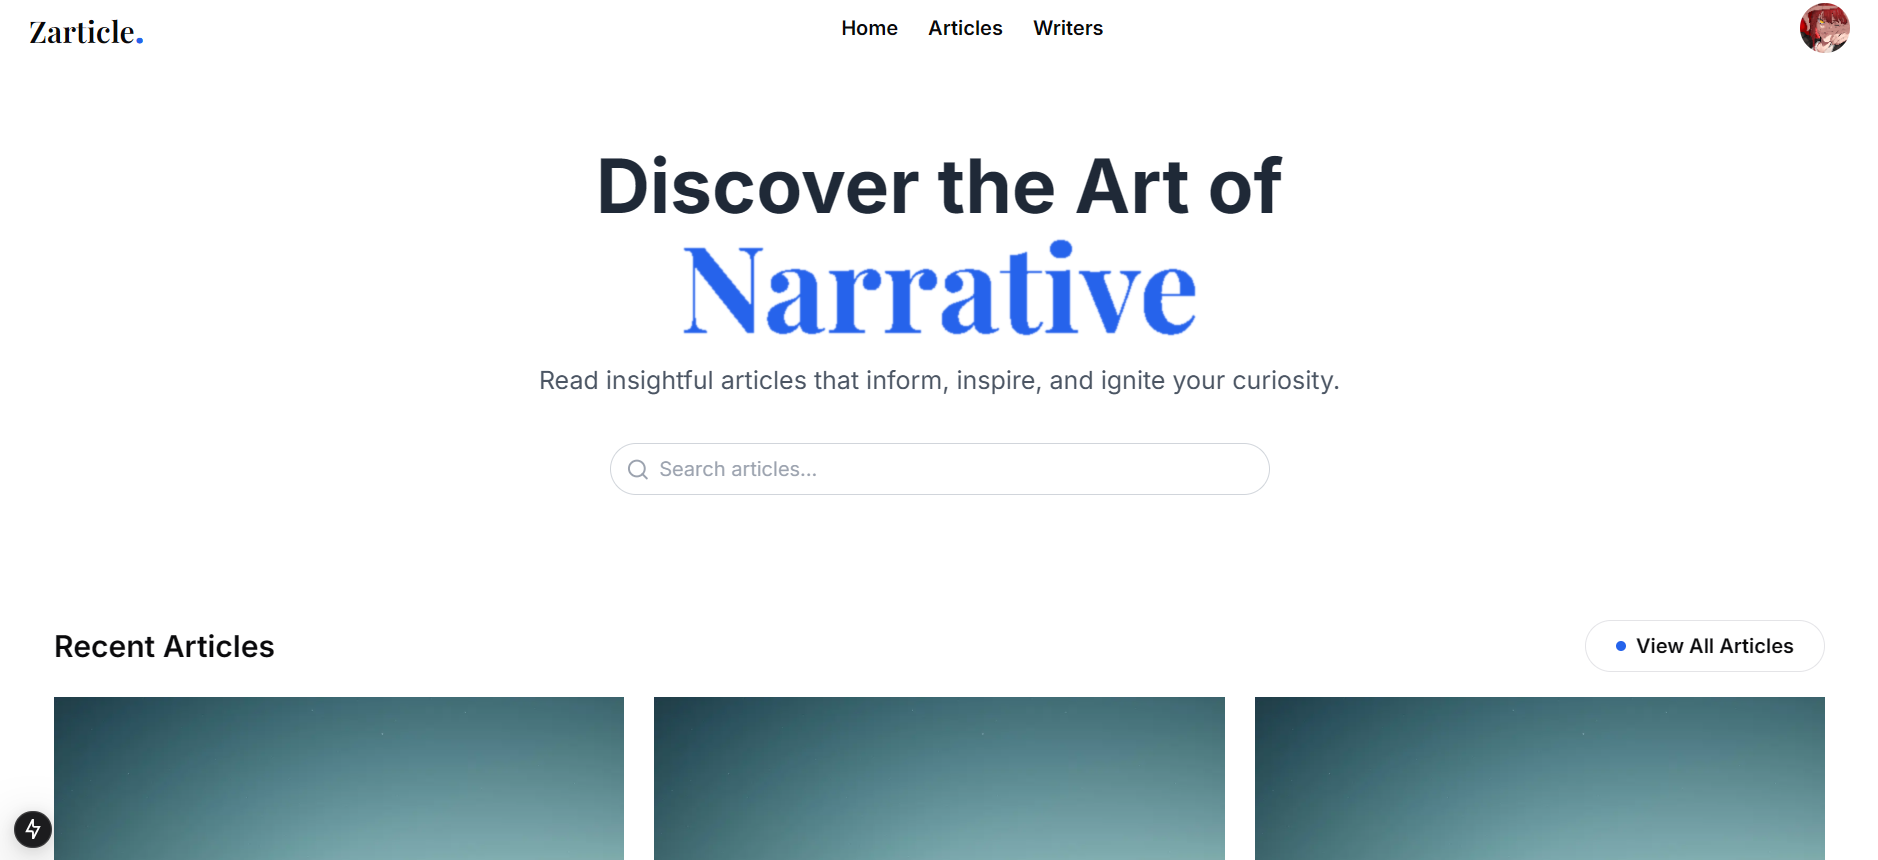 Zarticle.
Home Articles Writers
Discover the Art of
Narrative
Read insightful articles that inform, inspire, and ignite your curiosity.
Search articles...
Recent Articles
View All Articles